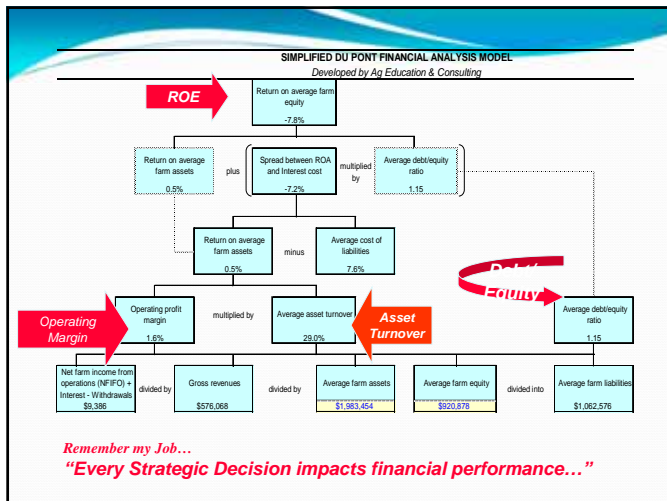 SIMPLIFIED DU PONT FINANCIAL ANALYSIS MODEL
Developed by Ag Education & Consulting
ROE
Return on average farm
equity
-7.8%
Return on average
farm assets
0.5%
plus
Spread between ROA
and Interest cost
-7.2%
multiplied
by
Average debt/equity
ratio
1.15
Return on average
farm assets
0.5%
minus
Average cost of
liabilities
7.6%
Debt/
Equity
Operating
Margin
Operating profit
margin
1.6%
multiplied by
Average asset turnover
29.0%
Asset
Turnover
Average debt/equity
ratio
1.15
Net farm income from
operations (NFIFO) +
Interest - Withdrawals
$9,386
divided by
Gross revenues
$576,068
divided by
Average farm assets
$1,983,454
Average farm equity
$920,878
divided into
Average farm liabilities
$1,062,576
Remember my Job…
“Every Strategic Decision impacts financial performance…”